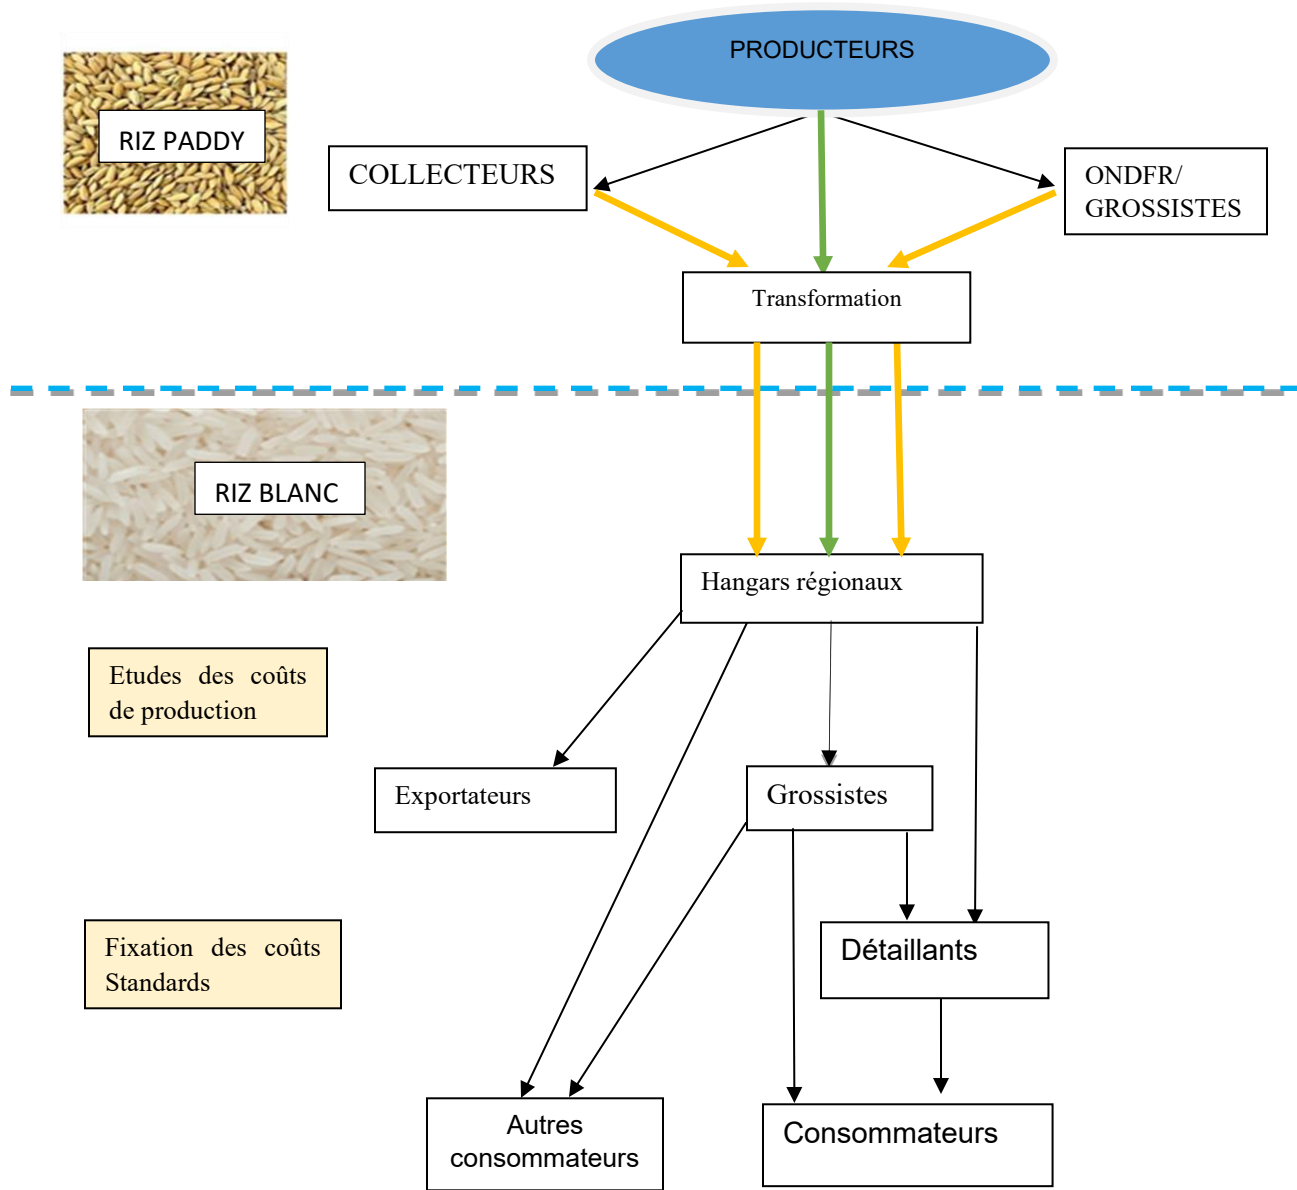 PRODUCTEURS
RIZ PADDY
COLLECTEURS
ONDFR/
GROSSISTES
Transformation
RIZ BLANC
Hangars régionaux
Etudes des coûts
de production
Exportateurs
Grossistes
Fixation des coûts
Standards
Détaillants
Autres
consommateurs
Consommateurs